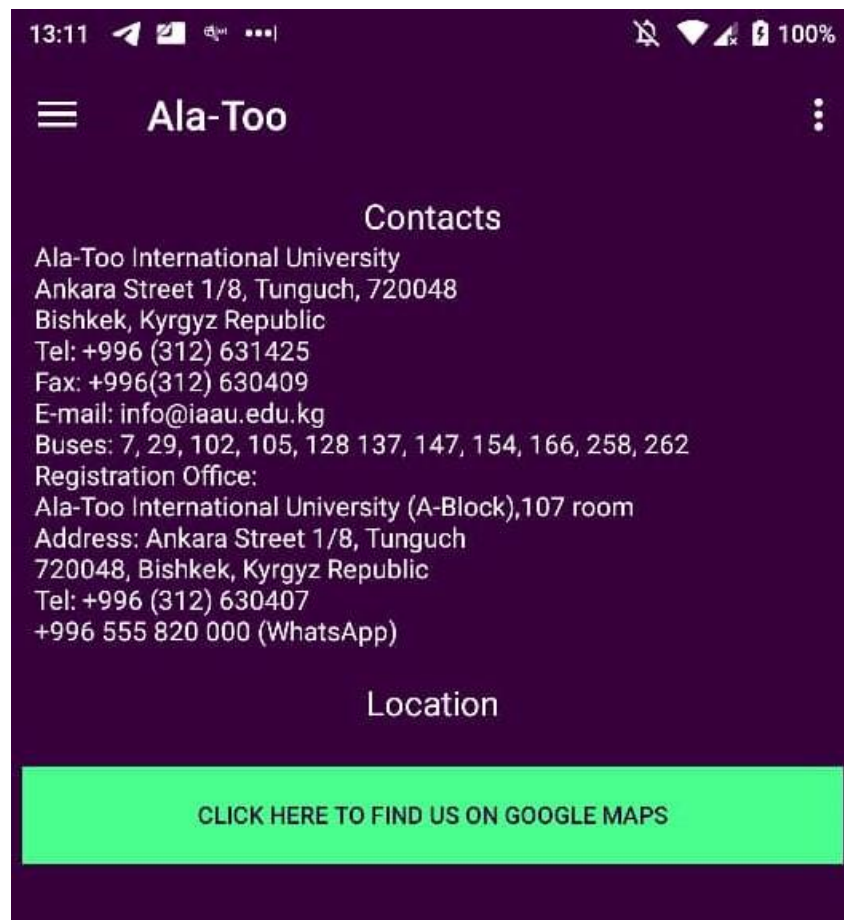 13:11
100%
Ala-Too
Contacts
Ala-Too International University
Ankara Street 1/8, Tunguch, 720048
Bishkek, Kyrgyz Republic
Tel: +996 (312) 631425
Fax: +996(312) 630409
E-mail: info@iaau.edu.kg
Buses: 7, 29, 102, 105, 128 137, 147, 154, 166, 258, 262
Registration Office:
Ala-Too International University (A-Block),107 room
Address: Ankara Street 1/8, Tunguch
720048, Bishkek, Kyrgyz Republic
Tel: +996 (312) 630407
+996 555 820 000 (WhatsApp)
Location
CLICK HERE TO FIND US ON GOOGLE MAPS